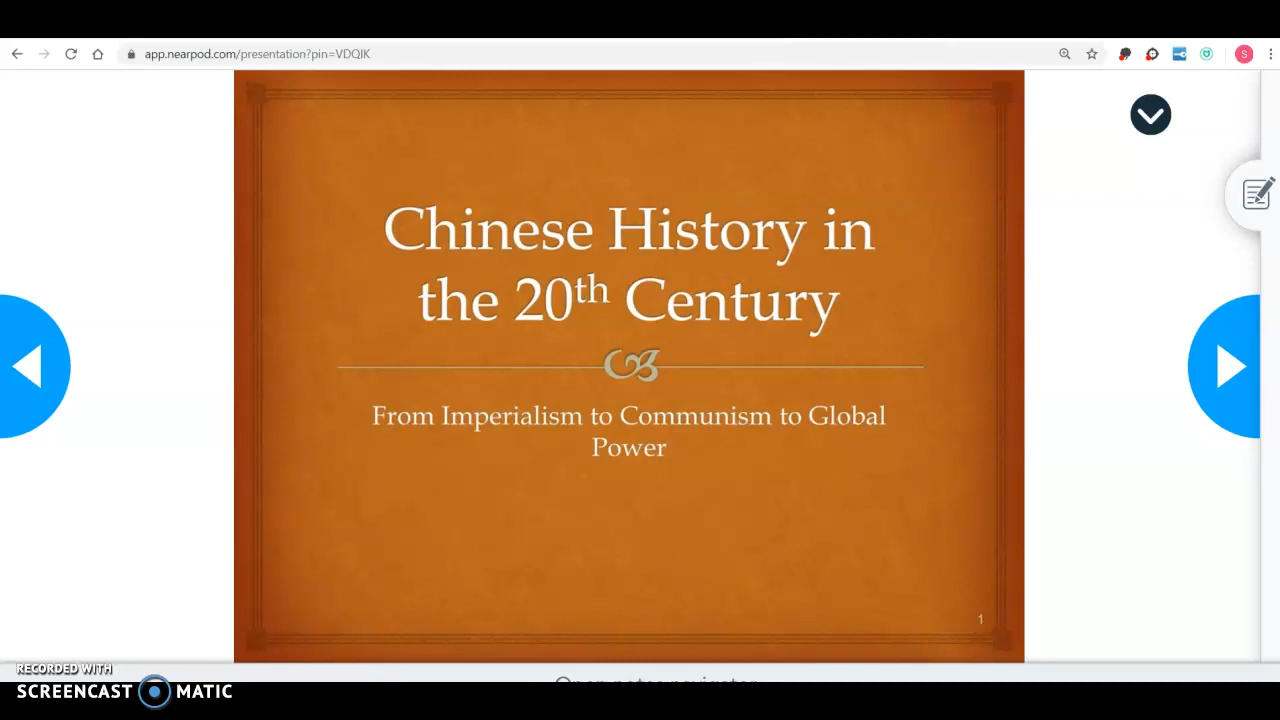 app.nearpod.com/presentation?pin=VDQIK
S
Chinese History in
the 20th Century
From Imperialism to Communism to Global
Power
1
RECORDED WITH
SCREENCAST MATIC